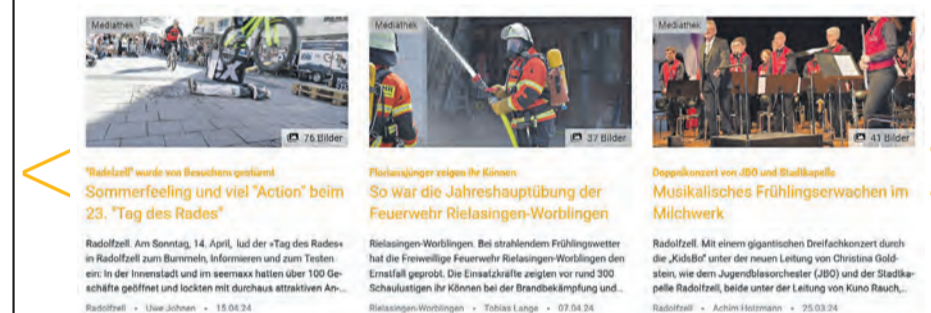 Mediathek
76 Bilder
"Radolzell" wurde von Besuchern gestürmt
Sommerfeeling und viel "Action" beim
23. "Tag des Rades"
Radolfzell. Am Sonntag, 14. April, lud der »Tag des Rades«
in Radolfzell zum Bummeln, Informieren und zum Testen
ein: In der Innenstadt und im seemaxx hatten über 100 Ge-
schäfte geöffnet und lockten mit durchaus attraktiven An-...
Radolfzell • Uwe Johnen • 15.04.24
Mediathek
37 Bilder
Floriansjünger zeigen ihr Können
So war die Jahreshauptübung der
Feuerwehr Rielasingen-Worblingen
Rielasingen-Worblingen. Bei strahlendem Frühlingswetter
hat die Freiwillige Feuerwehr Rielasingen-Worblingen den
Ernstfall geprobt. Die Einsatzkräfte zeigten vor rund 300
Schaulustigen ihr Können bei der Brandbekämpfung und...
Rielasingen-Worblingen • Tobias Lange • 07.04.24
Mediathek
41 Bilder
Doppelkonzert von JBO und Stadtkapelle
Musikalisches Frühlingserwachen im
Milchwerk
Radolfzell. Mit einem gigantischen Dreifachkonzert durch
die „KidsBo“ unter der neuen Leitung von Christina Gold-
stein, wie dem Jugendblasorchester (JBO) und der Stadtka-
pelle Radolfzell, beide unter der Leitung von Kuno Rauch,...
Radolfzell • Achim Holzmann • 25.03.24